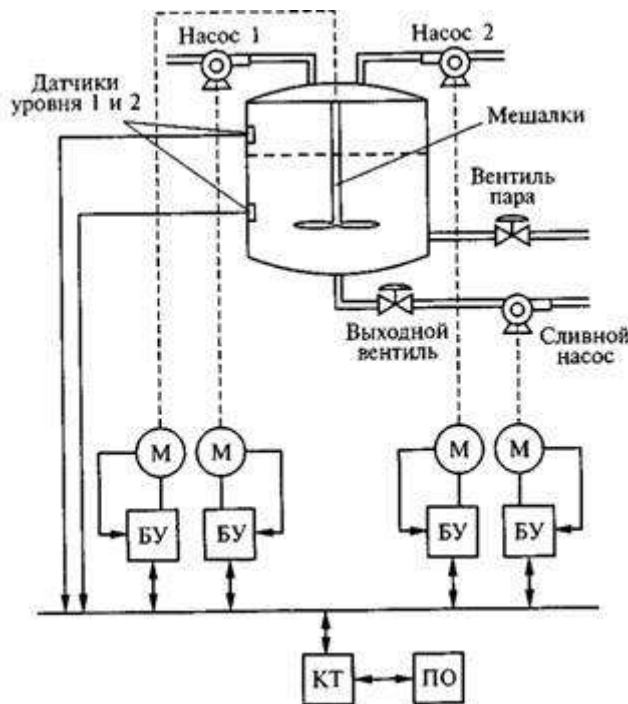 Насос 1
Насос 2
Датчики
уровня 1 и 2
Мешалки
Вентиль
пара
Выходной
вентиль
Сливной
насос
М
М
М
М
БУ
БУ
БУ
БУ
КТ
ПО